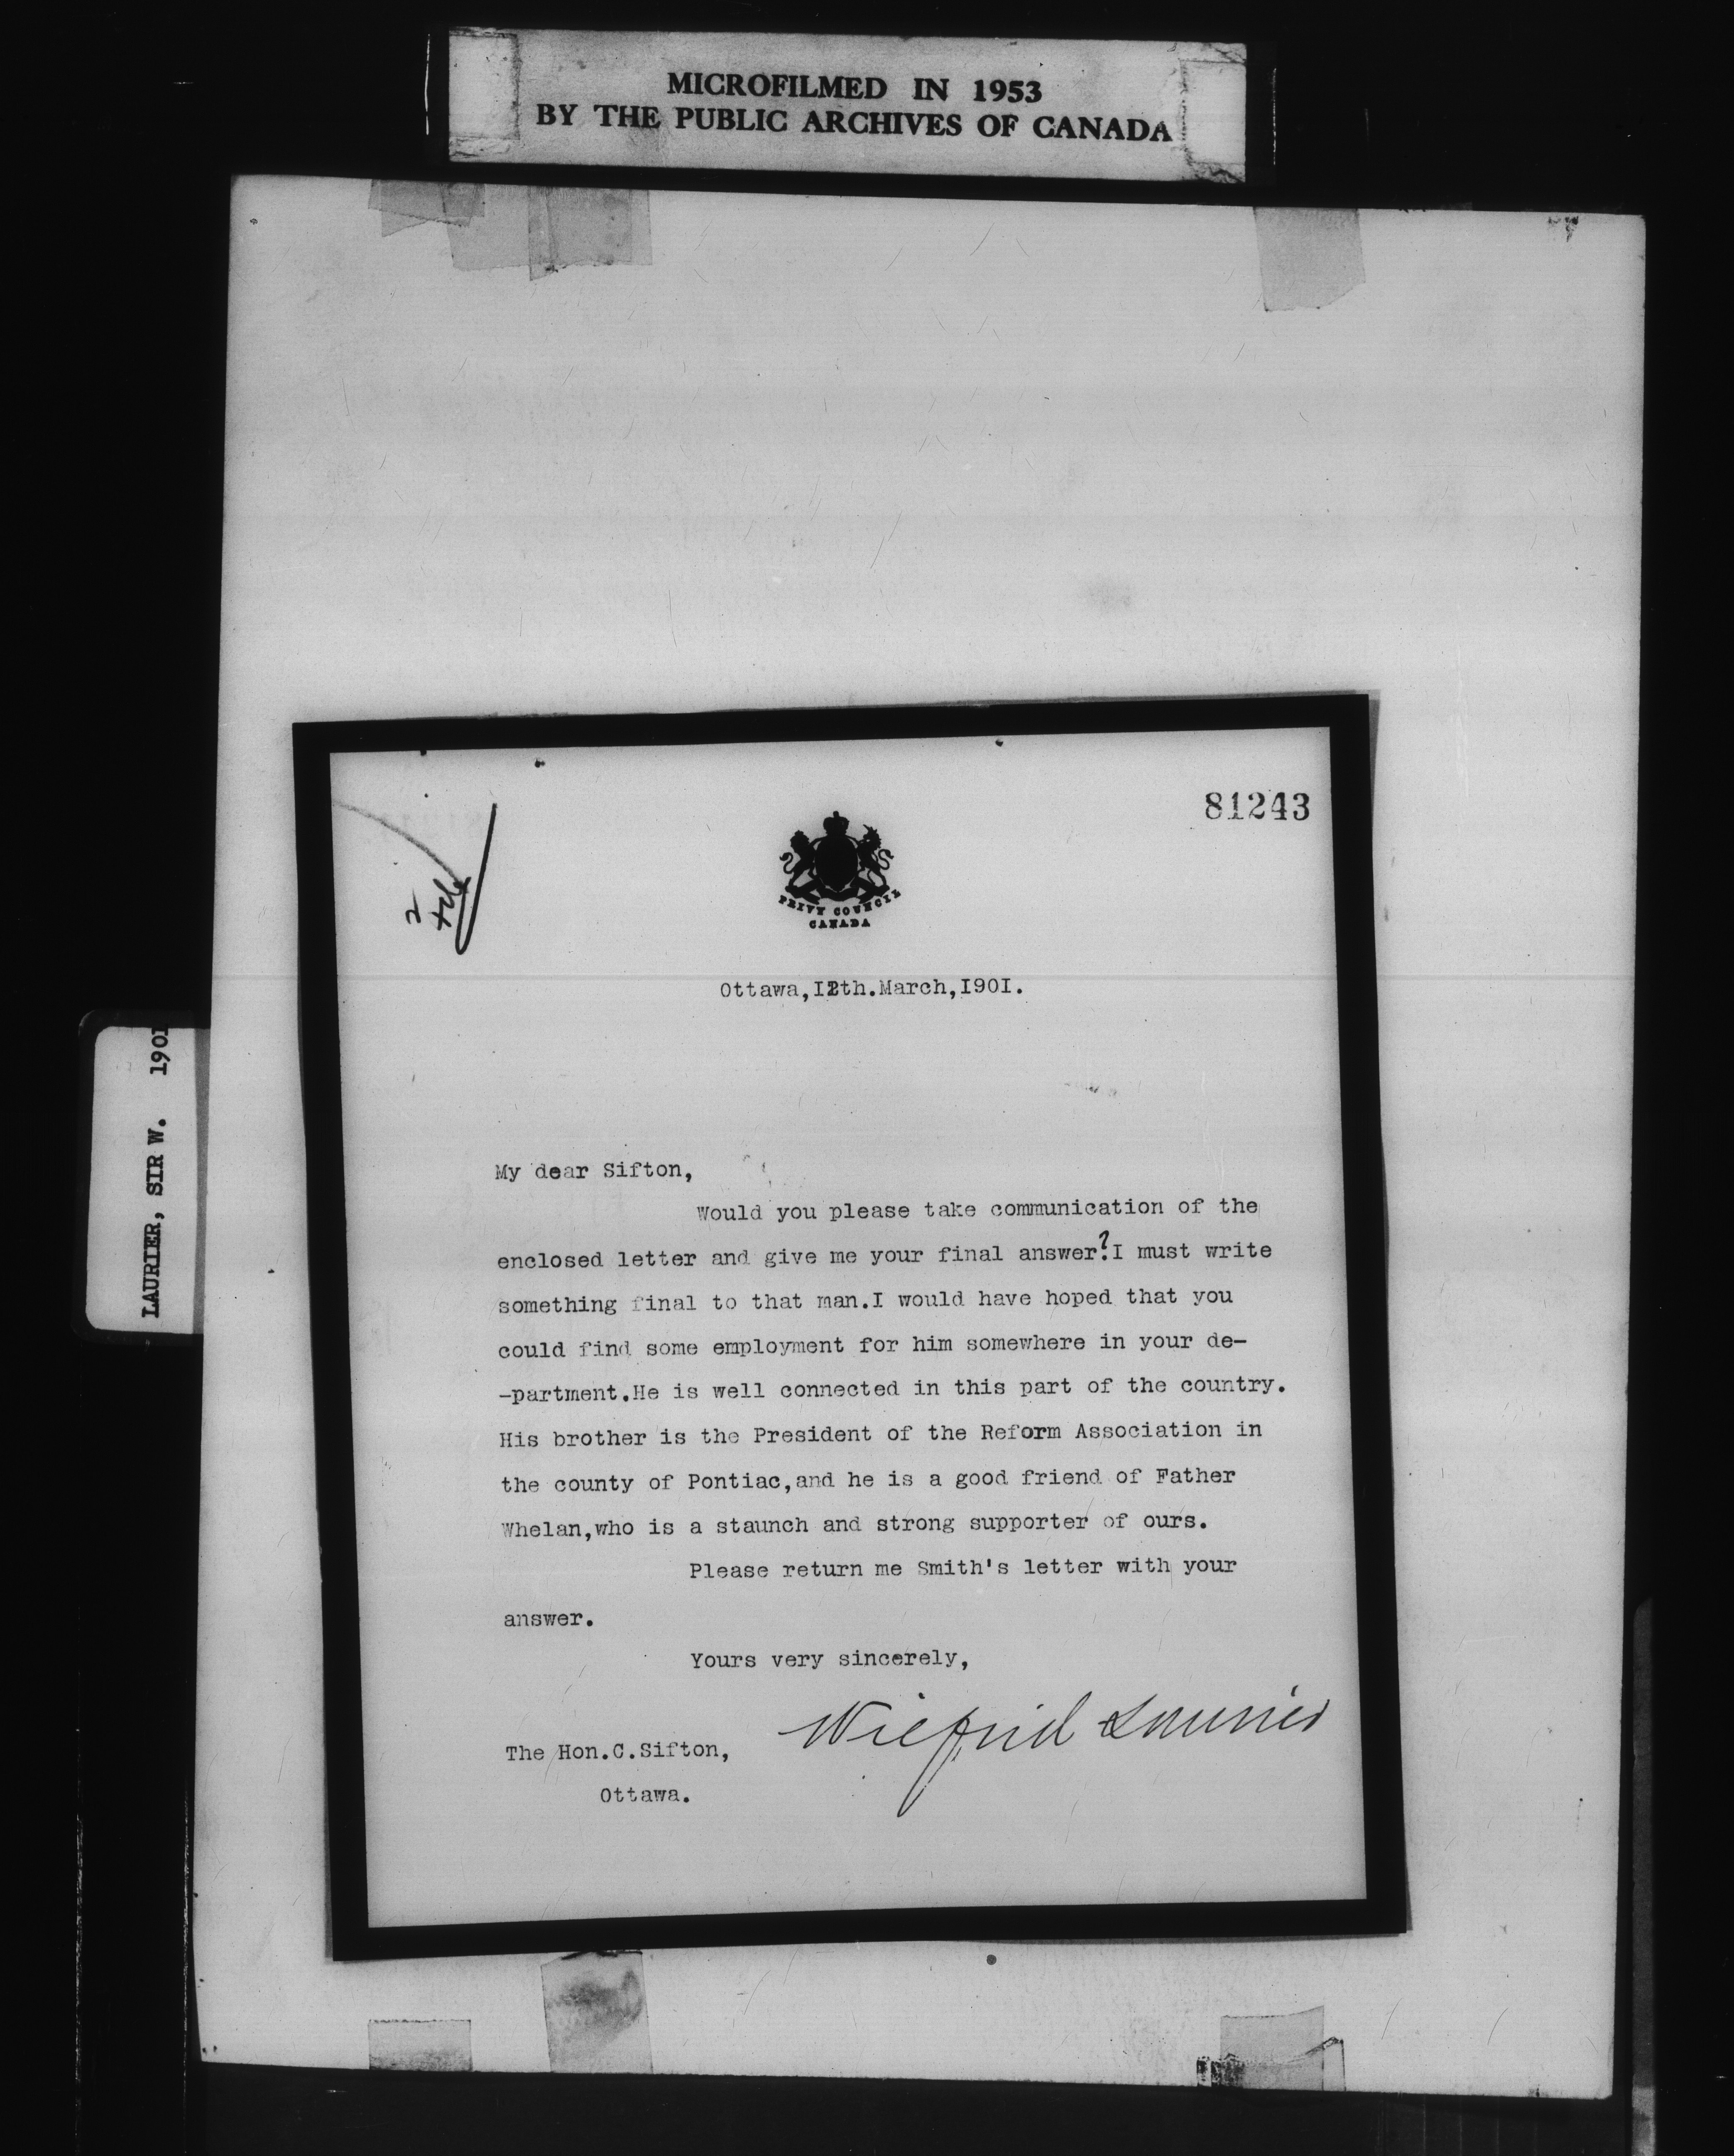 MICROFILMED IN 1953
BY THE PUBLIC ARCHIVES OF CANADA
LAURIER, SIR W. 1901
81243
PRIVY COUNCIL
CANADA
Ottawa,I2th.March,I90I.
My dear Sifton,
Would you please take communication of the
enclosed letter and give me your final answer? I must write
something final to that man.I would have hoped that you
could find some employment for him somewhere in your de-
-partment.He is well connected in this part of the country.
His brother is the President of the Reform Association in
the county of Pontiac,and he is a good friend of Father
Whelan,who is a staunch and strong supporter of ours.
Please return me Smith's letter with your
answer.
Yours very sincerely,
Wilfrid Laurier
The Hon.C.Sifton,
Ottawa.